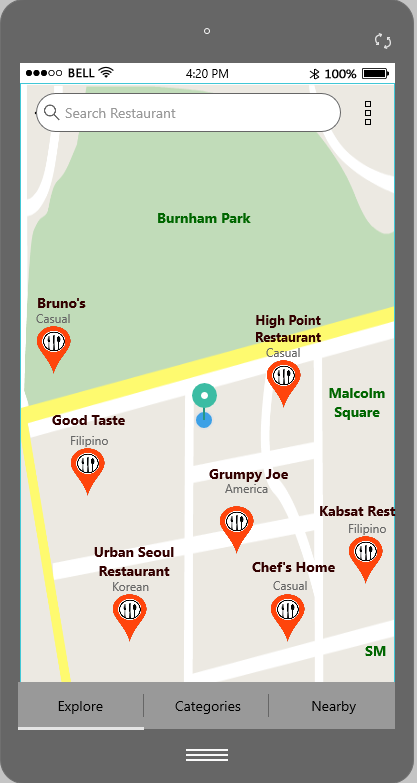 BELL
4:20 PM
100%
Search Restaurant
Burnham Park
Bruno's
Casual
High Point
Restaurant
Casual
Malcolm
Square
Good Taste
Filipino
Grumpy Joe
America
Kabsat Rest
Filipino
Urban Seoul
Restaurant
Korean
Chef's Home
Casual
SM
Explore
Categories
Nearby